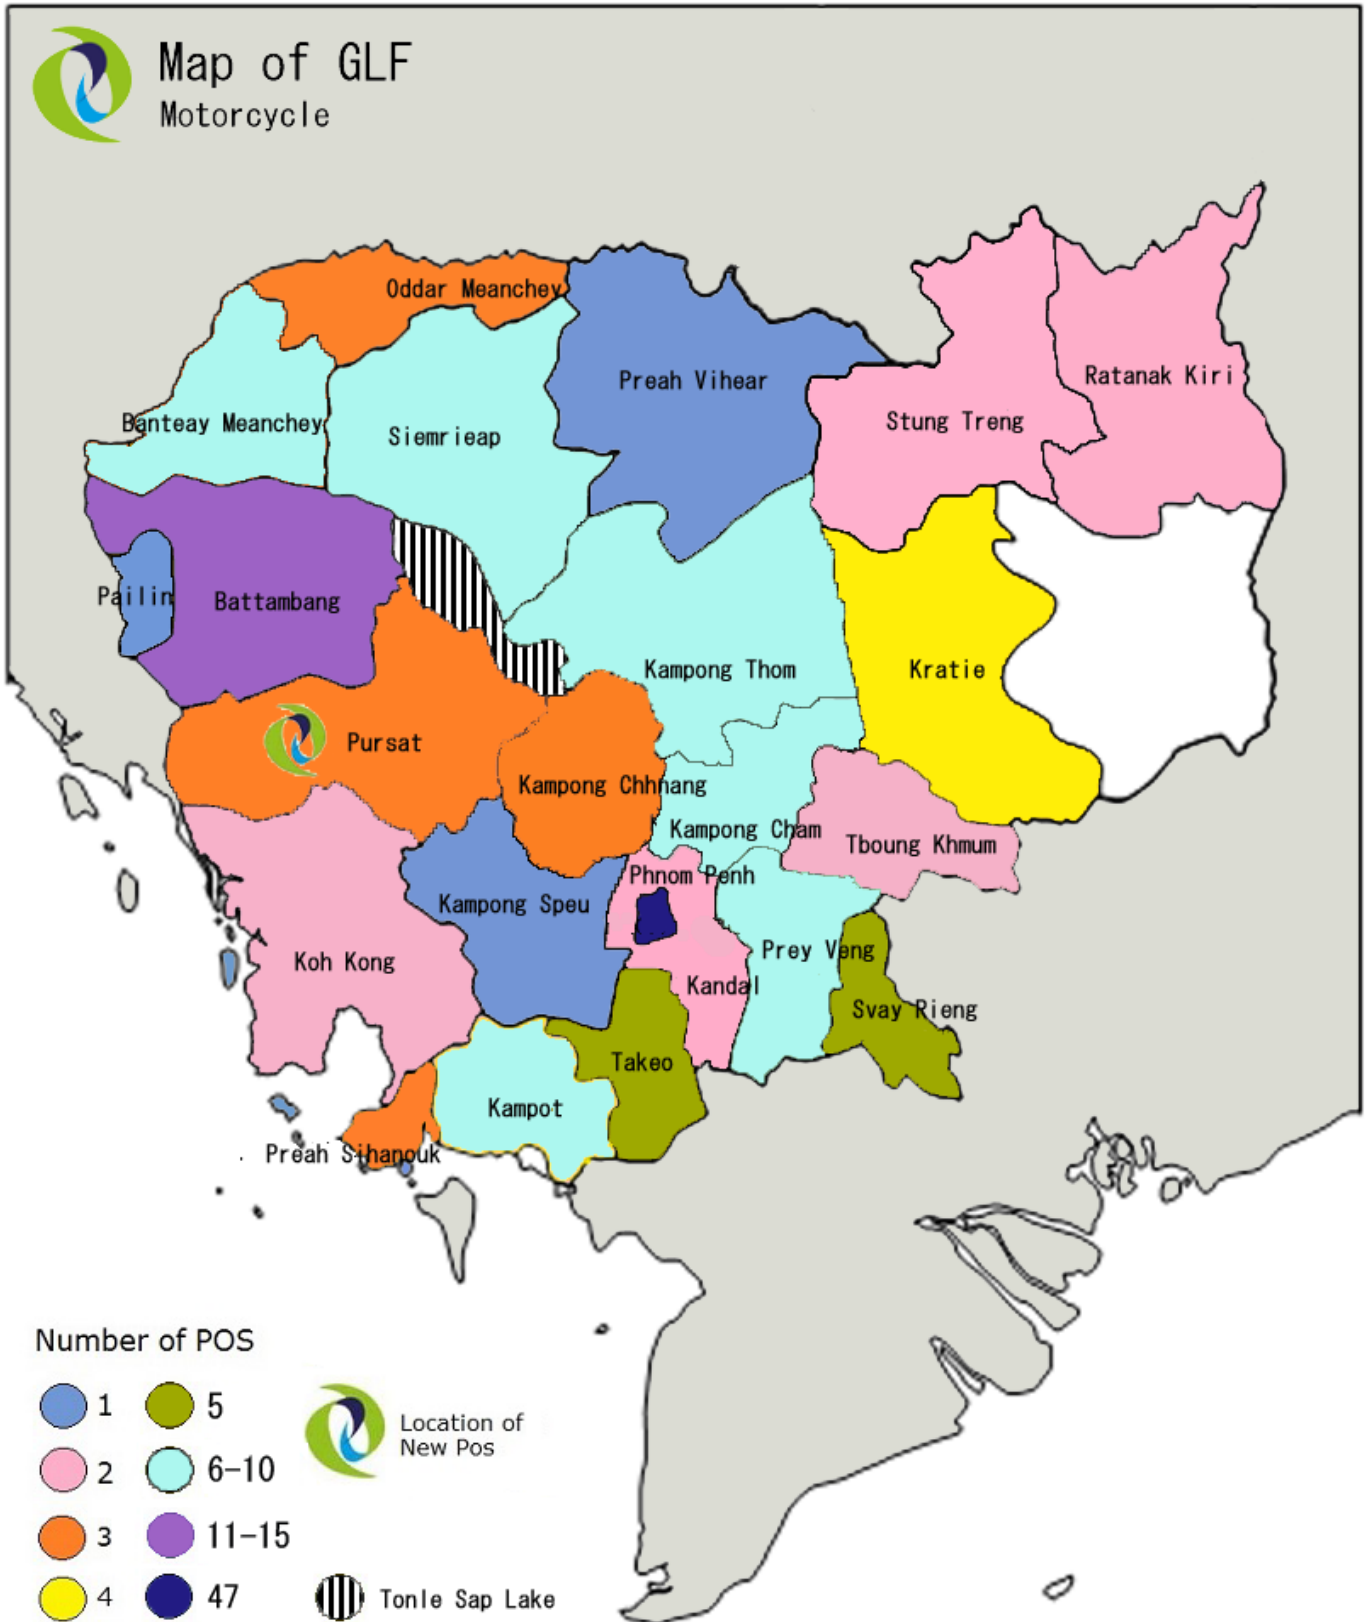 Map of GLF
Motorcycle
Oddar Meanchey
Preah Vihear
Ratanak Kiri
Banteay Meanchey
Siemrieap
Stung Treng
Pailin
Battambang
Kampong Thom
Kratie
Pursat
Kampong Chhnang
Kampong Cham
Tboung Khmum
Phnom Penh
Kampong Speu
Koh Kong
Prey Veng
Kandal
Svay Rieng
Takeo
Kampot
Preah Sihanouk
Number of POS
1
5
Location of
New Pos
2
6-10
3
11-15
4
47
Tonle Sap Lake